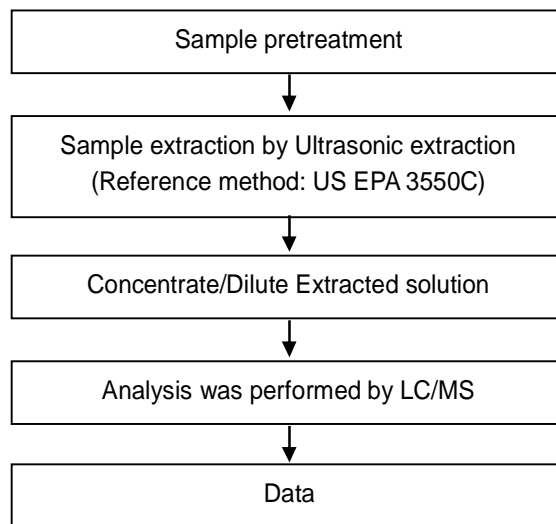 Sample pretreatment
Sample extraction by Ultrasonic extraction
(Reference method: US EPA 3550C)
Concentrate/Dilute Extracted solution
Analysis was performed by LC/MS
Data